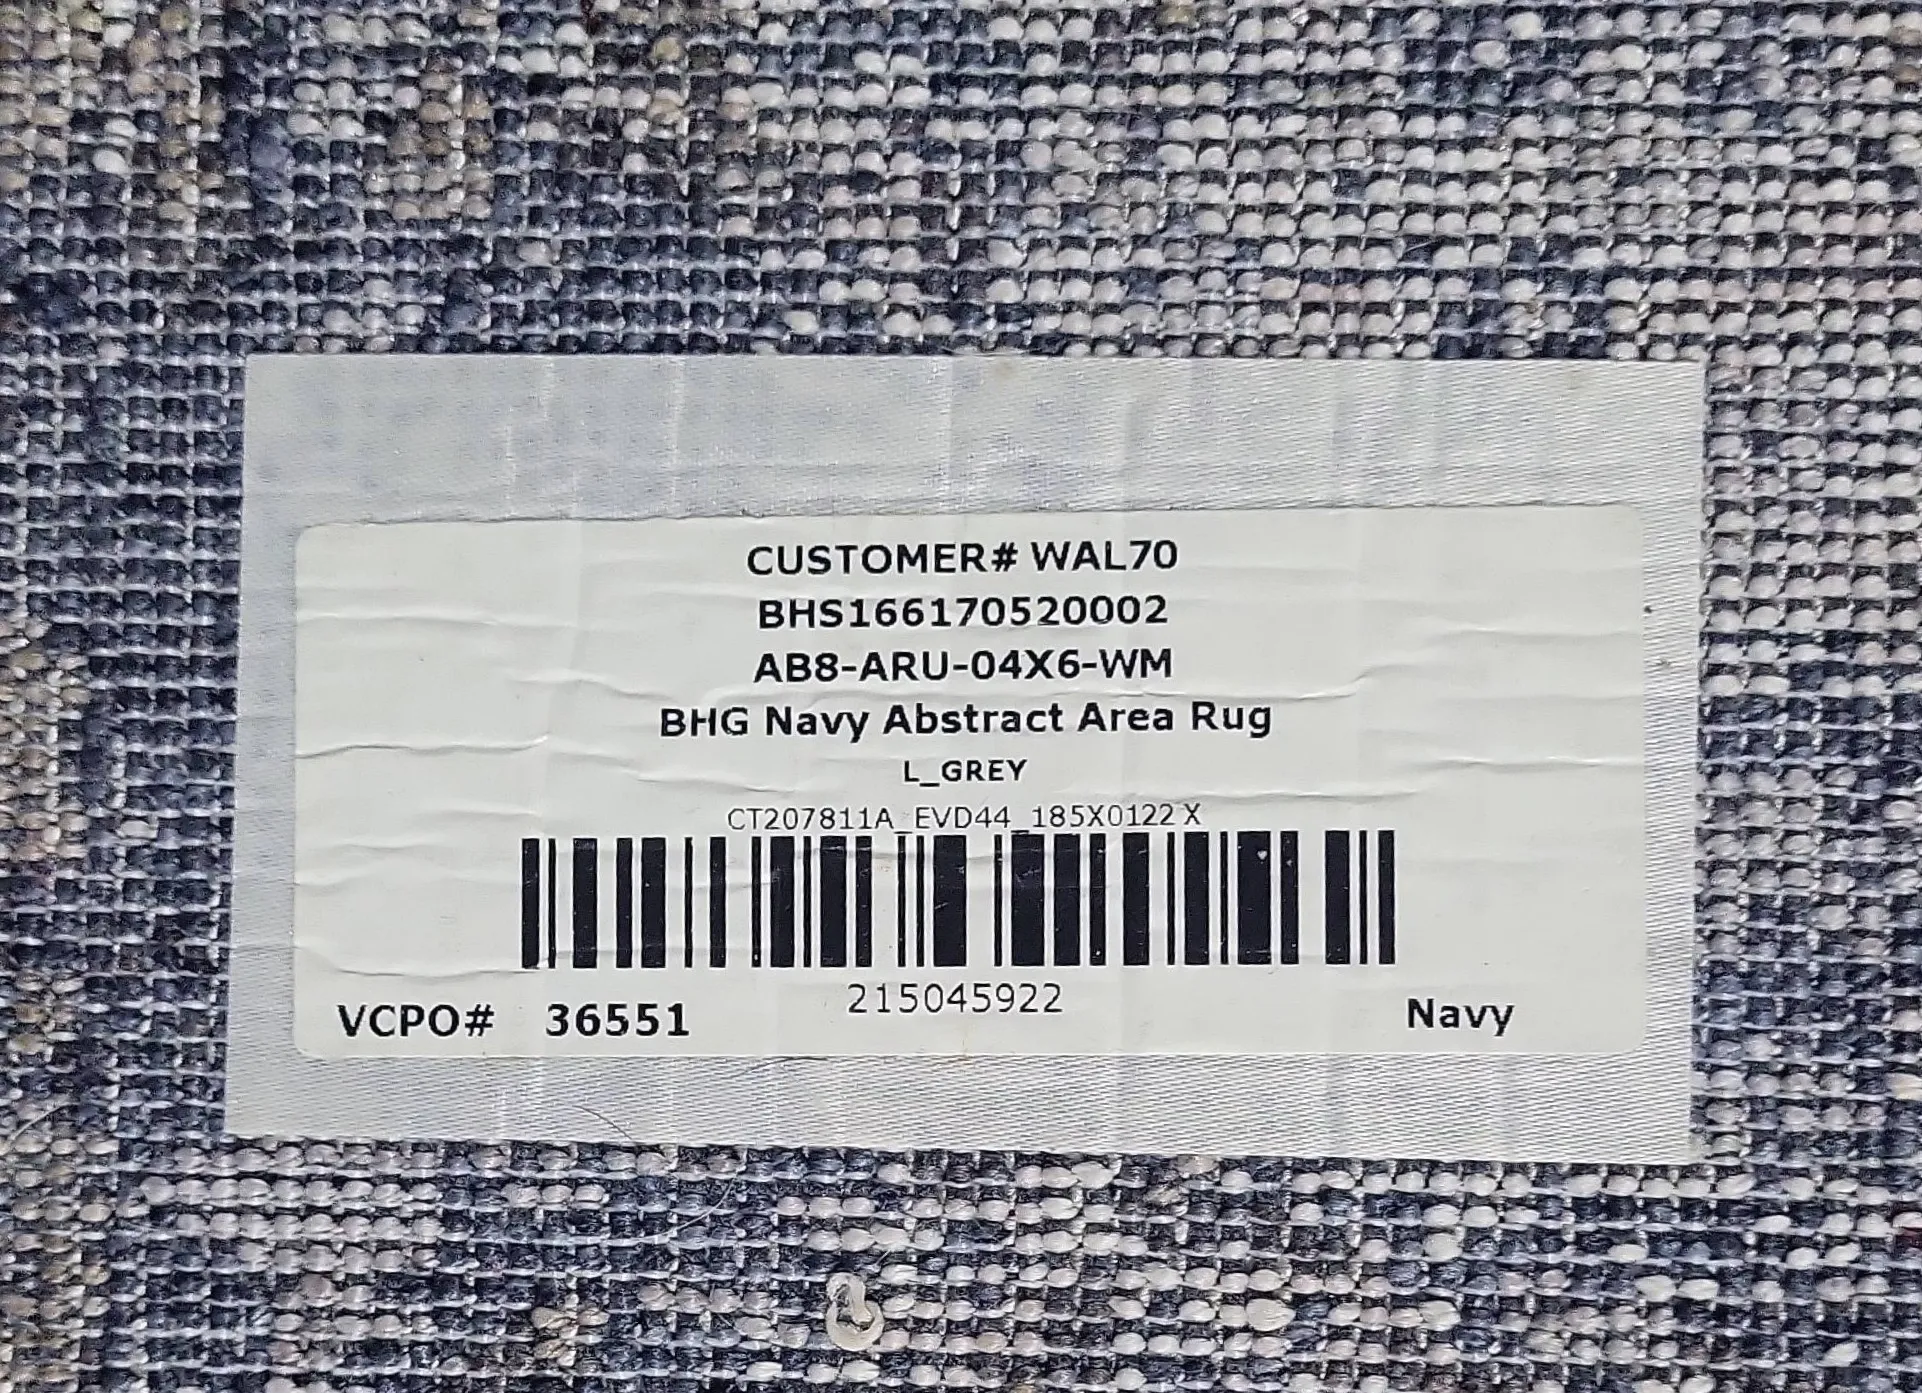 CUSTOMER# WAL70
BHS166170520002
AB8-ARU-04X6-WM
BHG Navy Abstract Area Rug
L_GREY
CT207811A_EVD44_185X0122 X
215045922
VCPO# 36551 Navy